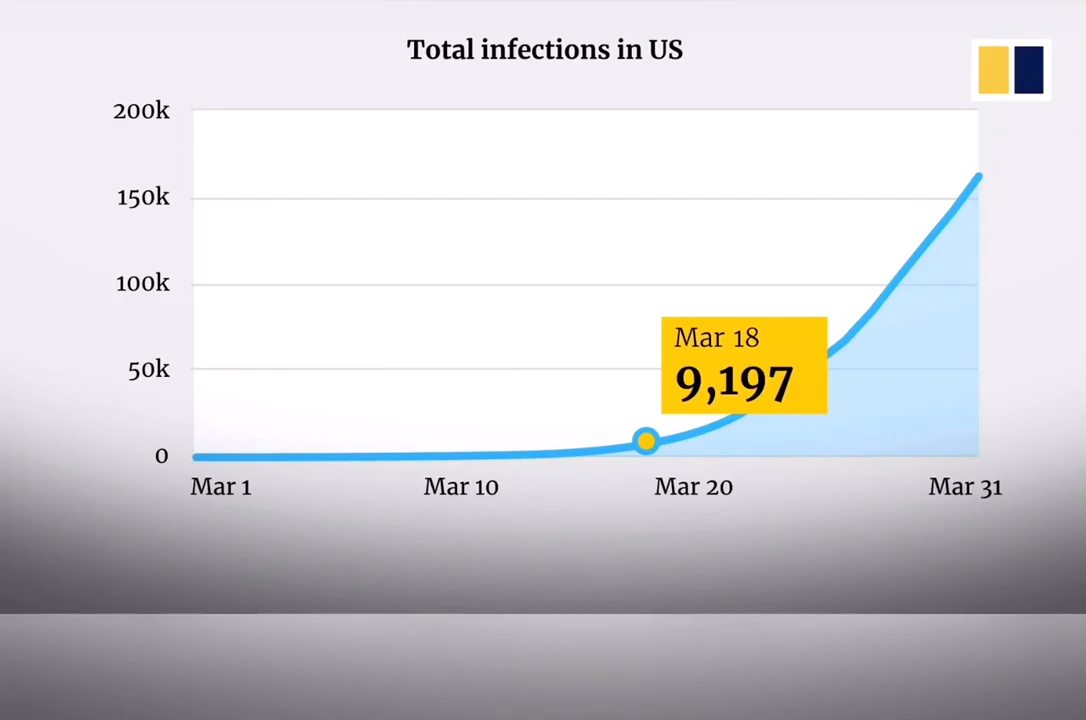 Total infections in US
200k
150k
100k
50k
0
Mar 18
9,197
Mar 1
Mar 10
Mar 20
Mar 31